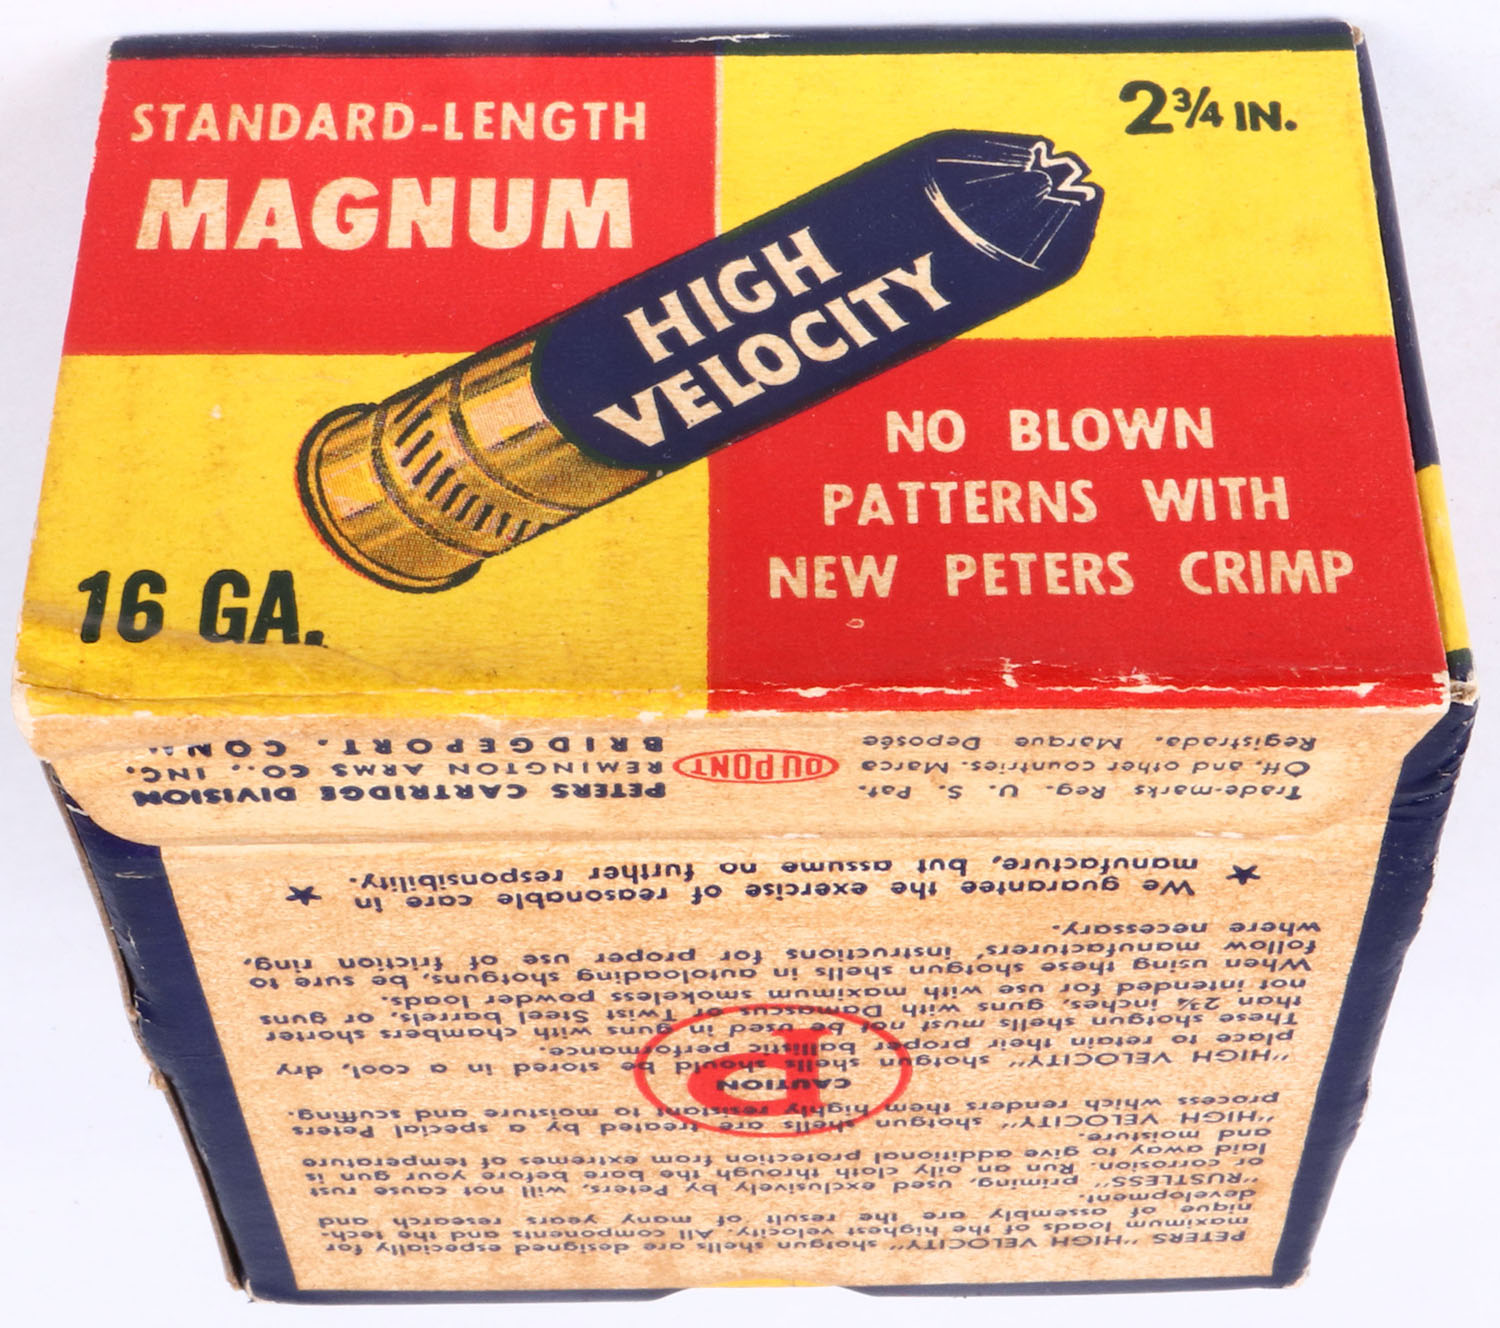 STANDARD-LENGTH
MAGNUM
2 3/4 IN.
HIGH
VELOCITY
NO BLOWN
PATTERNS WITH
NEW PETERS CRIMP
16 GA.
PETERS "HIGH VELOCITY" shotgun shells are designed especially for
maximum loads of the highest velocity. All components and the tech-
nique of assembly are the result of many years research and
development.
"RUSTLESS" priming, used exclusively by Peters, will not cause rust
or corrosion. Run an oily cloth through the bore before your gun is
laid away to give additional protection from extremes of temperature
and moisture.
"HIGH VELOCITY" shotgun shells are treated by a special Peters
process which renders them highly resistant to moisture and scuffing.
P
CAUTION
"HIGH VELOCITY" shotgun shells should be stored in a cool, dry
place to retain their proper ballistic performance.
These shotgun shells must not be used in guns with chambers shorter
than 2¾ inches, guns with Damascus or Twist Steel barrels, or guns
not intended for use with maximum smokeless powder loads.
When using these shotgun shells in autoloading shotguns, be sure to
follow manufacturers' instructions for proper use of friction ring,
where necessary.
★ We guarantee the exercise of reasonable care in ★
manufacture, but assume no further responsibility.
Trade-marks Reg. U. S. Pat.
Off. and other countries. Marca
Registrada. Marque Deposée
DU PONT
PETERS CARTRIDGE DIVISION
REMINGTON ARMS CO., INC.
BRIDGEPORT, CONN.